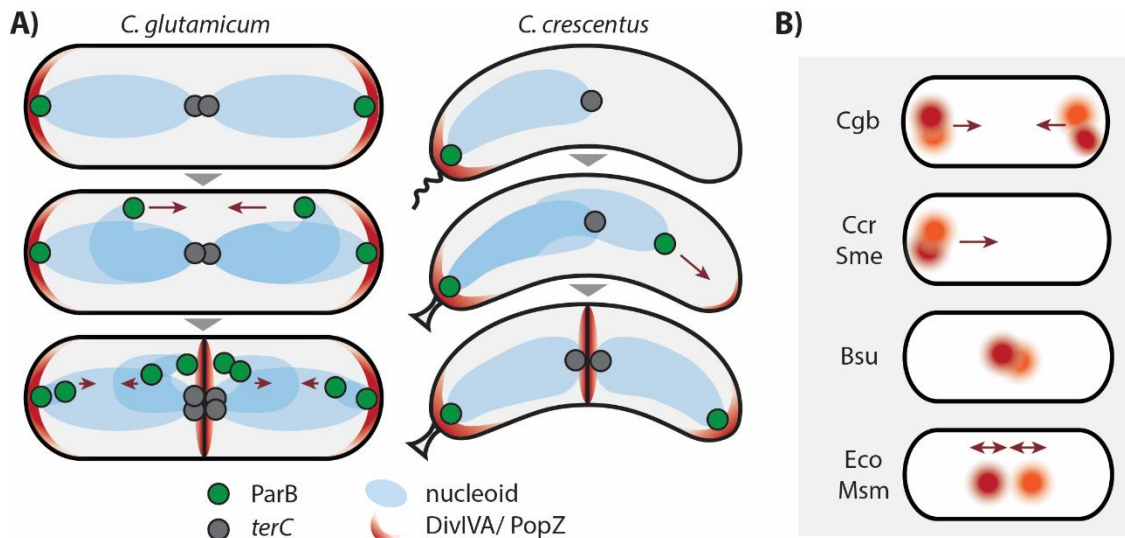 A)
C. glutamicum
C. crescentus
ParB
terC
nucleoid
DivIVA/ PopZ
B)
Cgb
Ccr
Sme
Bsu
Eco
Msm